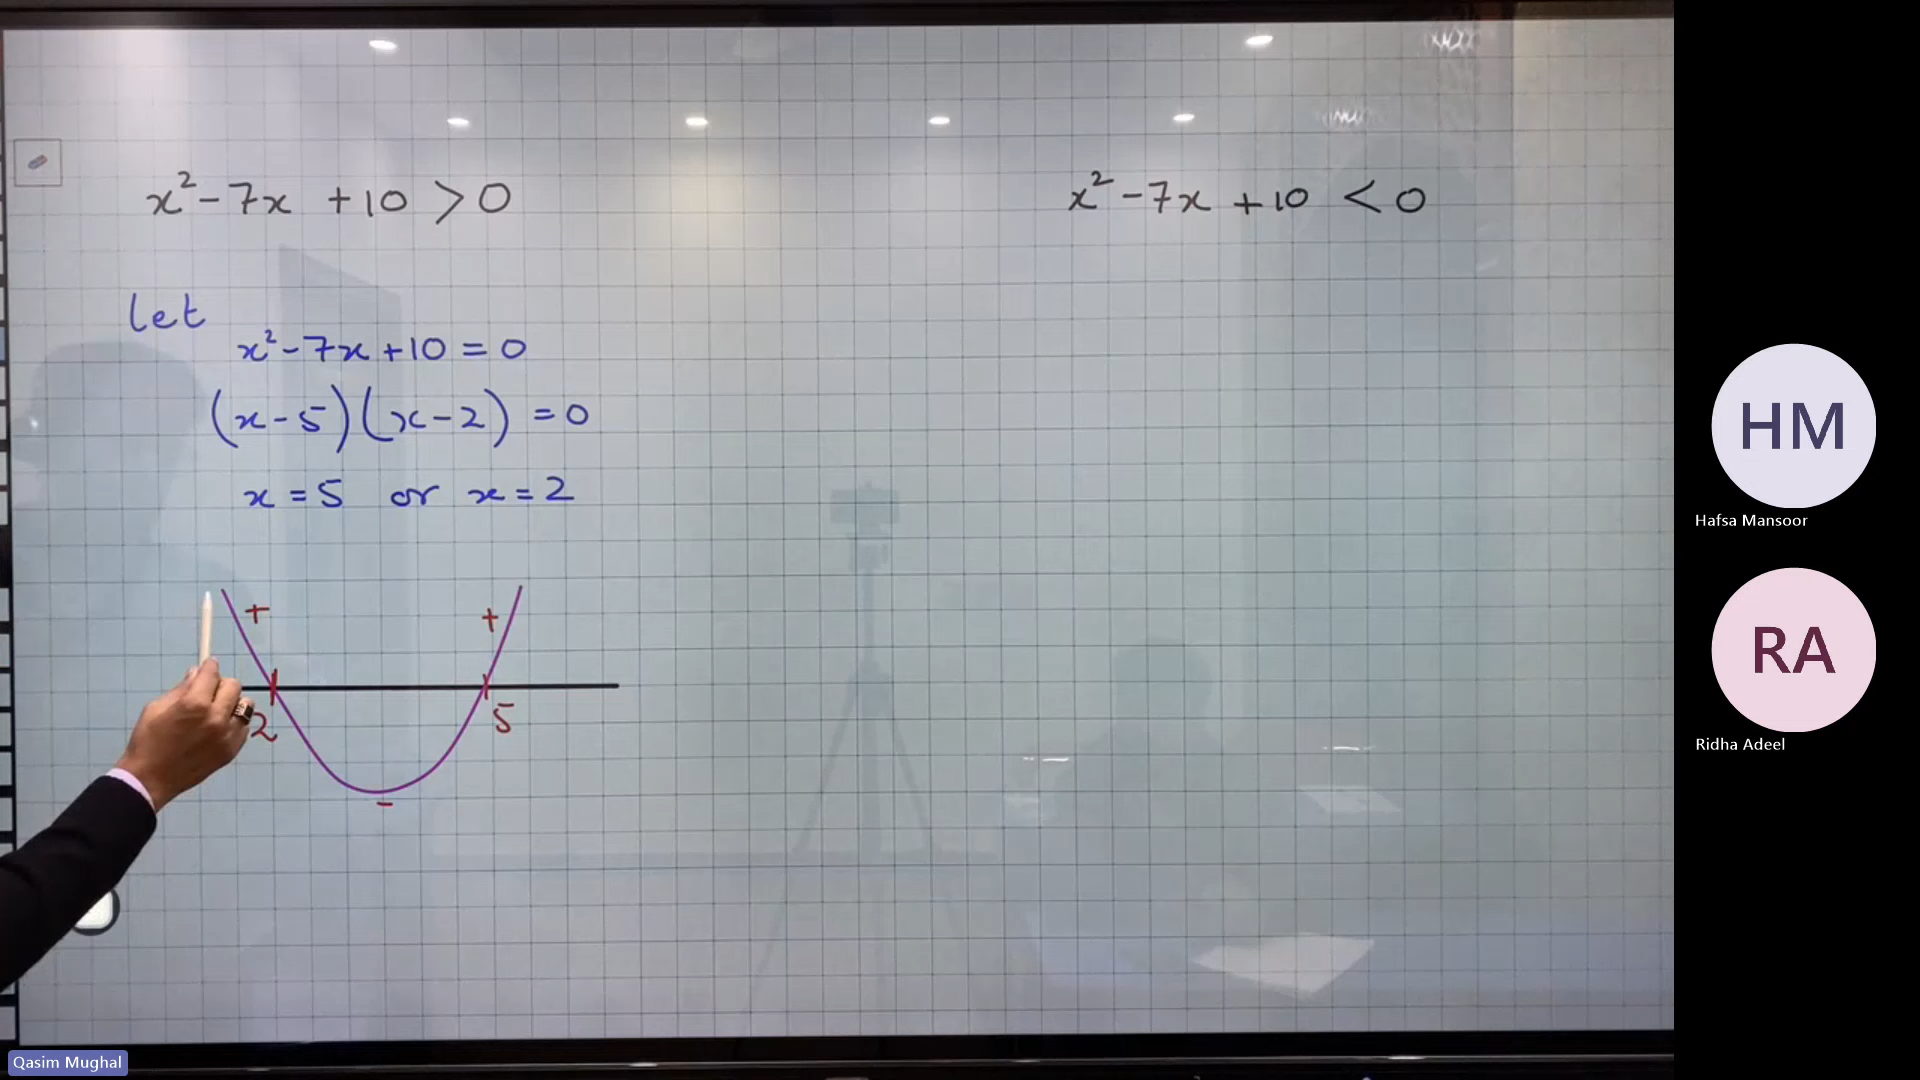 x² - 7x + 10 > 0
x² - 7x + 10 < 0
let
x² - 7x + 10 = 0
(x - 5)(x - 2) = 0
x = 5 or x = 2
+ +
2 5
-
HM
Hafsa Mansoor
RA
Ridha Adeel
Qasim Mughal